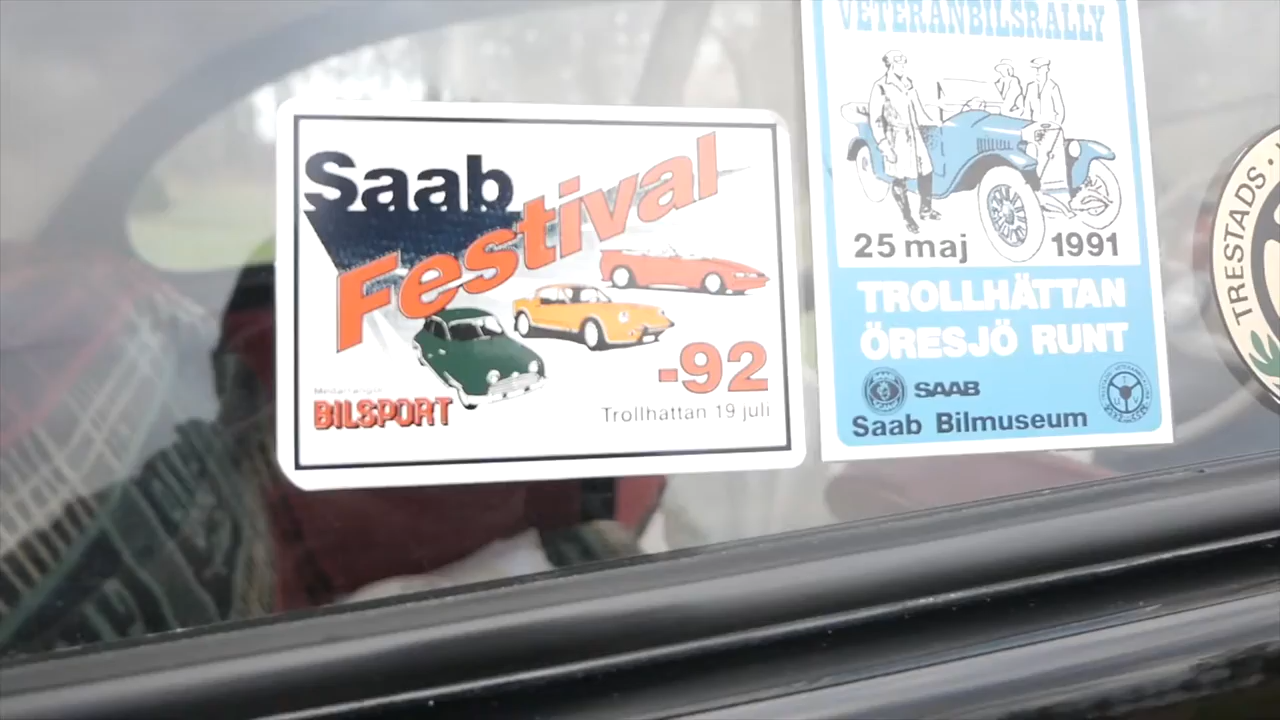 Saab
Festival
-92
BILSPORT
Trollhattan 19 juli
VETERANBILSRALLY
25 maj 1991
TROLLHÄTTAN
ÖRESJÖ RUNT
SAAB
Saab Bilmuseum
TRESTADS